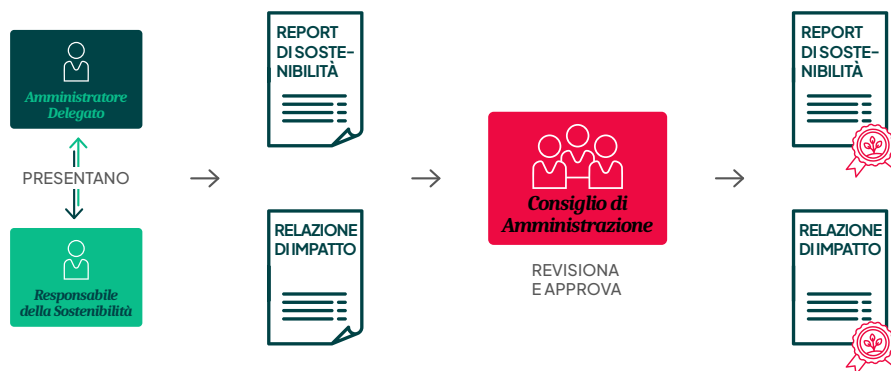 Amministratore
Delegato
PRESENTANO
Responsabile
della Sostenibilità
REPORT
DI SOSTE-
NIBILITÀ
RELAZIONE
DI IMPATTO
Consiglio di
Amministrazione
REVISIONA
E APPROVA
REPORT
DI SOSTE-
NIBILITÀ
RELAZIONE
DI IMPATTO